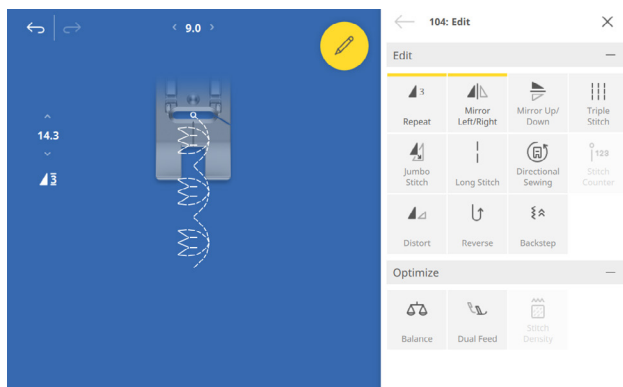 9.0
14.3
3
104: Edit
Edit
3
Repeat
Mirror
Left/Right
Mirror Up/
Down
Triple
Stitch
Jumbo
Stitch
Long Stitch
Directional
Sewing
123
Stitch
Counter
Distort
Reverse
Backstep
Optimize
Balance
Dual Feed
Stitch
Density